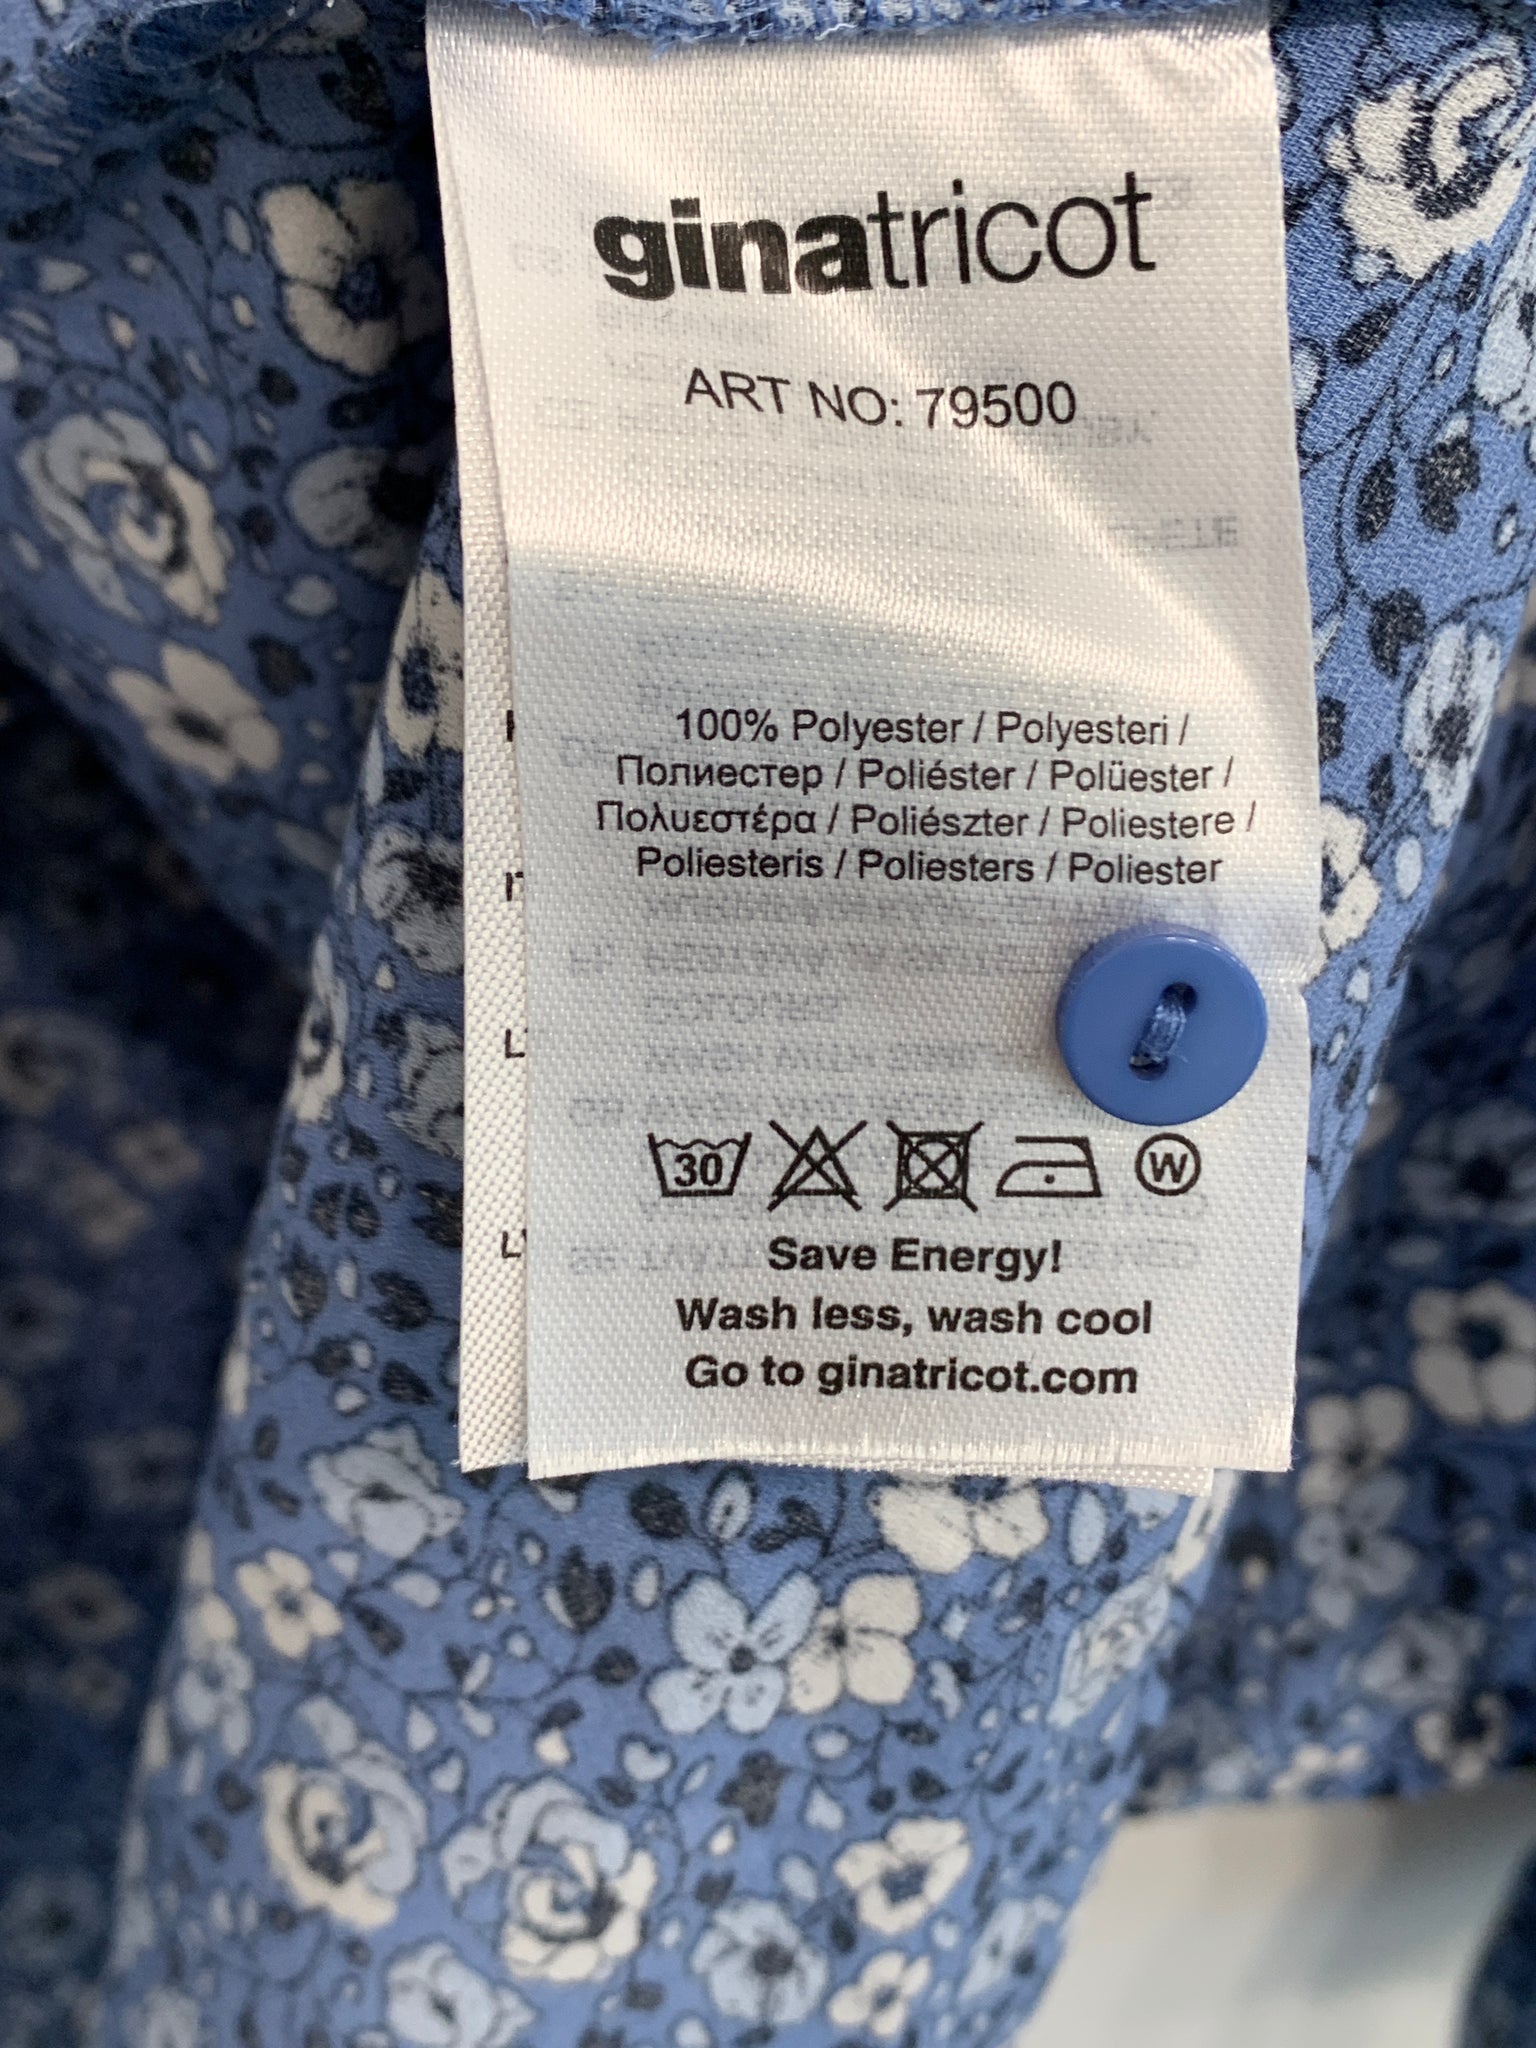 ginatricot
ART NO: 79500
100% Polyester / Polyesteri /
Полиестер / Poliéster / Polüester /
Πολυεστέρα / Poliészter / Poliestere /
Poliesteris / Poliesters / Poliester
30 W
Save Energy!
Wash less, wash cool
Go to ginatricot.com